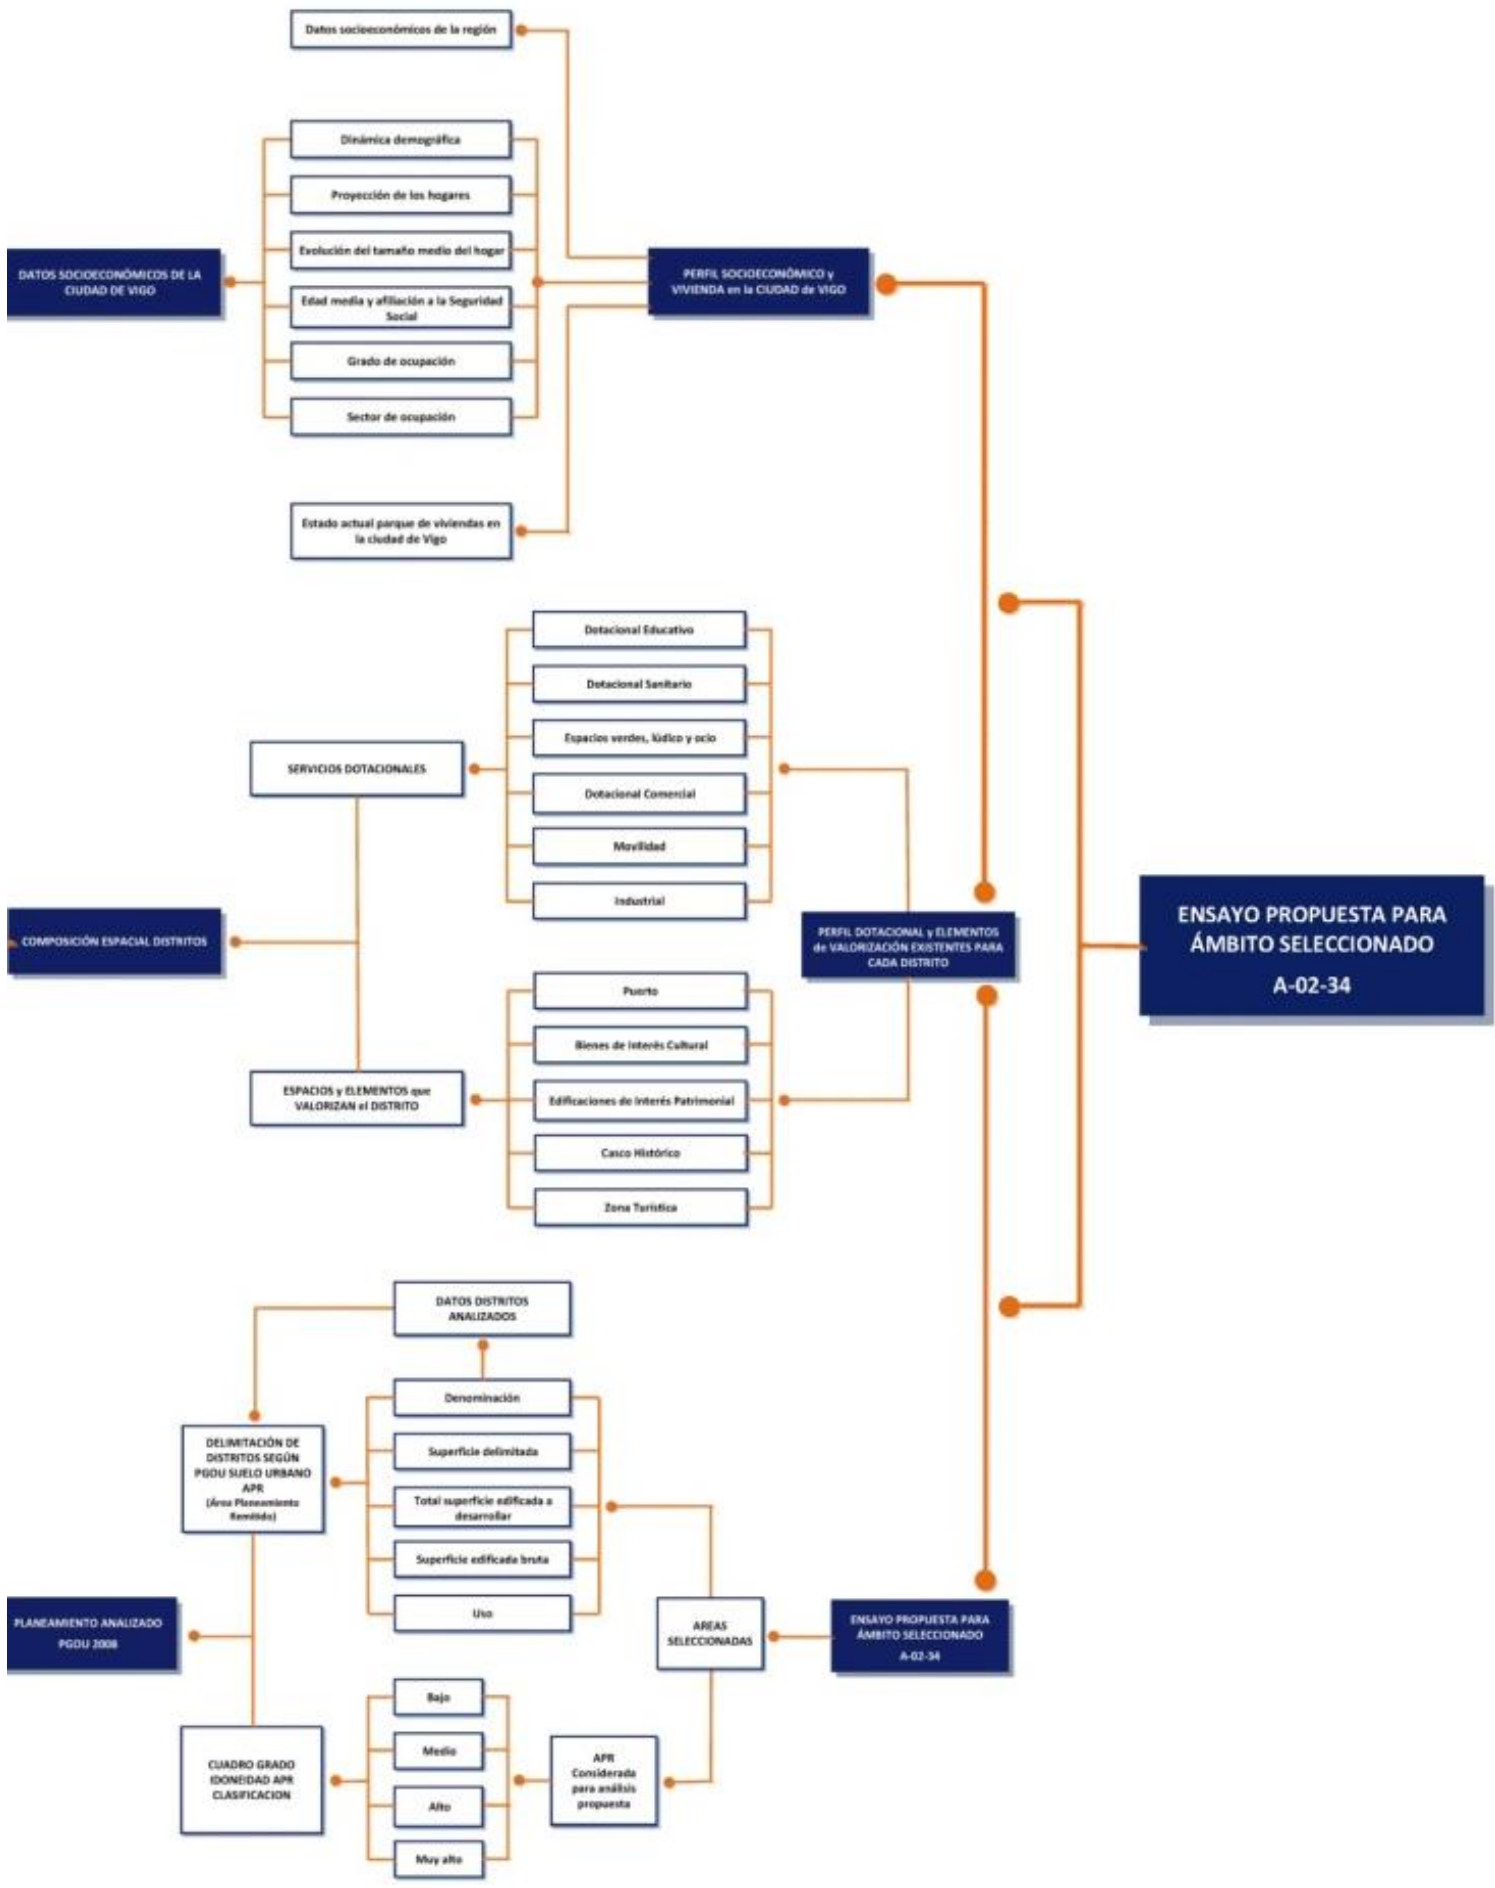 Datos socioeconómicos de la región
Dinámica demográfica
Proyección de los hogares
Evolución del tamaño medio del hogar
Edad media y afiliación a la Seguridad
Social
Grado de ocupación
Sector de ocupación
DATOS SOCIOECONÓMICOS DE LA
CIUDAD DE VIGO
PERFIL SOCIOECONÓMICO y
VIVIENDA en la CIUDAD de VIGO
Estado actual parque de viviendas en
la ciudad de Vigo
Dotacional Educativo
Dotacional Sanitario
Espacios verdes, lúdico y ocio
Dotacional Comercial
Movilidad
Industrial
SERVICIOS DOTACIONALES
COMPOSICIÓN ESPACIAL DISTRITOS
PERFIL DOTACIONAL y ELEMENTOS
de VALORIZACIÓN EXISTENTES PARA
CADA DISTRITO
ENSAYO PROPUESTA PARA
ÁMBITO SELECCIONADO
A-02-34
Puerto
Bienes de Interés Cultural
Edificaciones de Interés Patrimonial
Casco Histórico
Zona Turística
ESPACIOS y ELEMENTOS que
VALORIZAN el DISTRITO
DATOS DISTRITOS
ANALIZADOS
Denominación
Superficie delimitada
Total superficie edificada a
desarrollar
Superficie edificada bruta
Uso
DELIMITACIÓN DE
DISTRITOS SEGÚN
PGOU SUELO URBANO
APR
(Área Planeamiento
Remitido)
PLANEAMIENTO ANALIZADO
PGOU 2008
AREAS
SELECCIONADAS
ENSAYO PROPUESTA PARA
ÁMBITO SELECCIONADO
A-02-34
Bajo
Medio
Alto
Muy alto
CUADRO GRADO
IDONEIDAD APR
CLASIFICACION
APR
Considerada
para análisis
propuesta